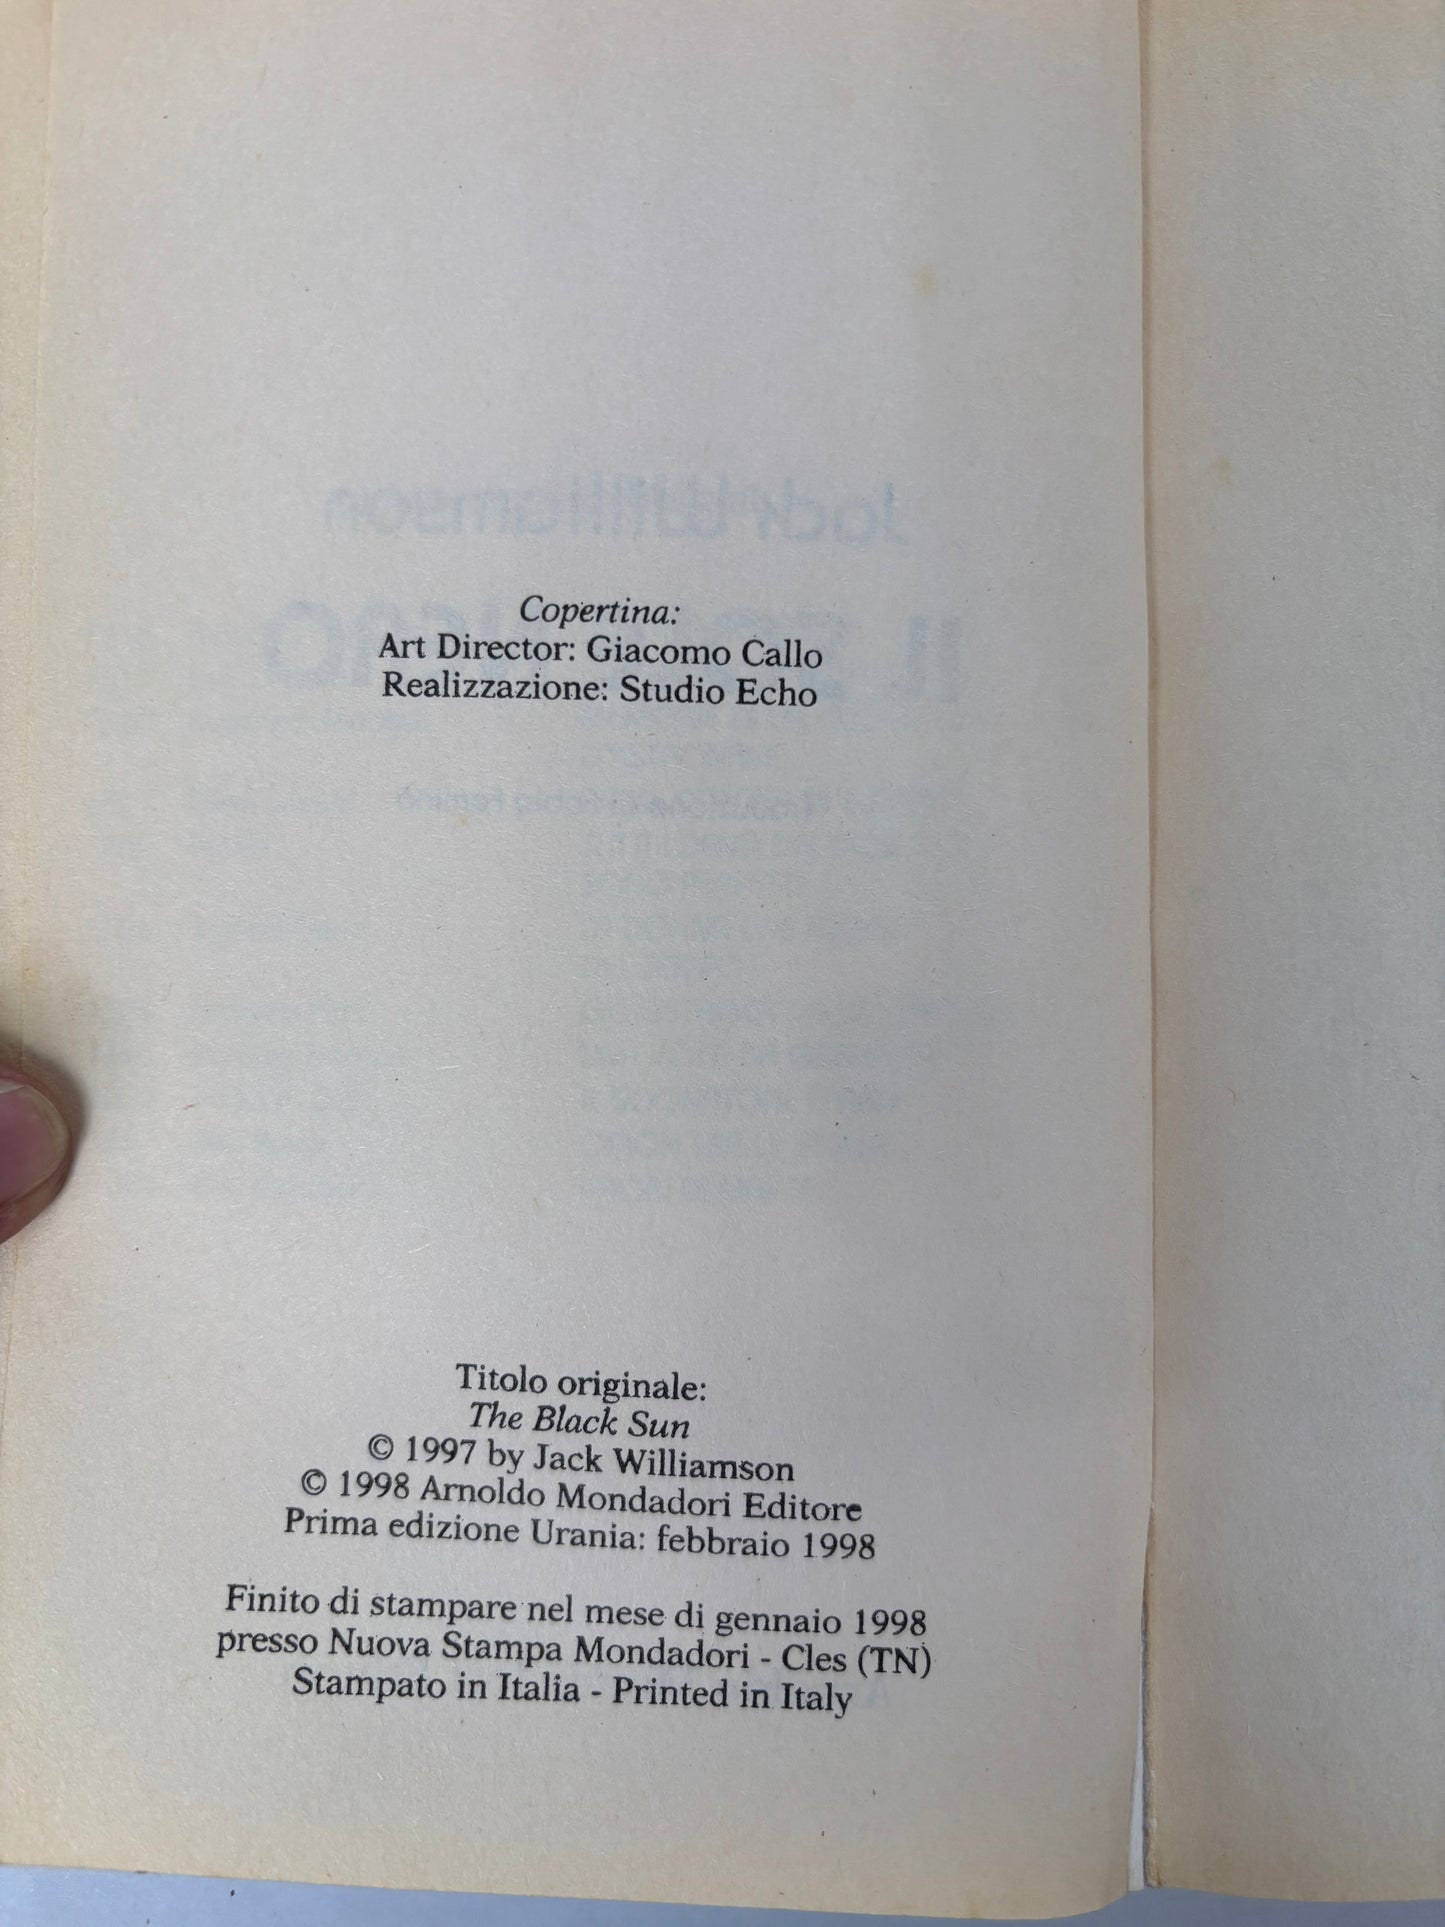 Jack Williamson
Copertina:
Art Director: Giacomo Callo
Realizzazione: Studio Echo
Titolo originale:
The Black Sun
© 1997 by Jack Williamson
© 1998 Arnoldo Mondadori Editore
Prima edizione Urania: febbraio 1998
Finito di stampare nel mese di gennaio 1998
presso Nuova Stampa Mondadori - Cles (TN)
Stampato in Italia - Printed in Italy